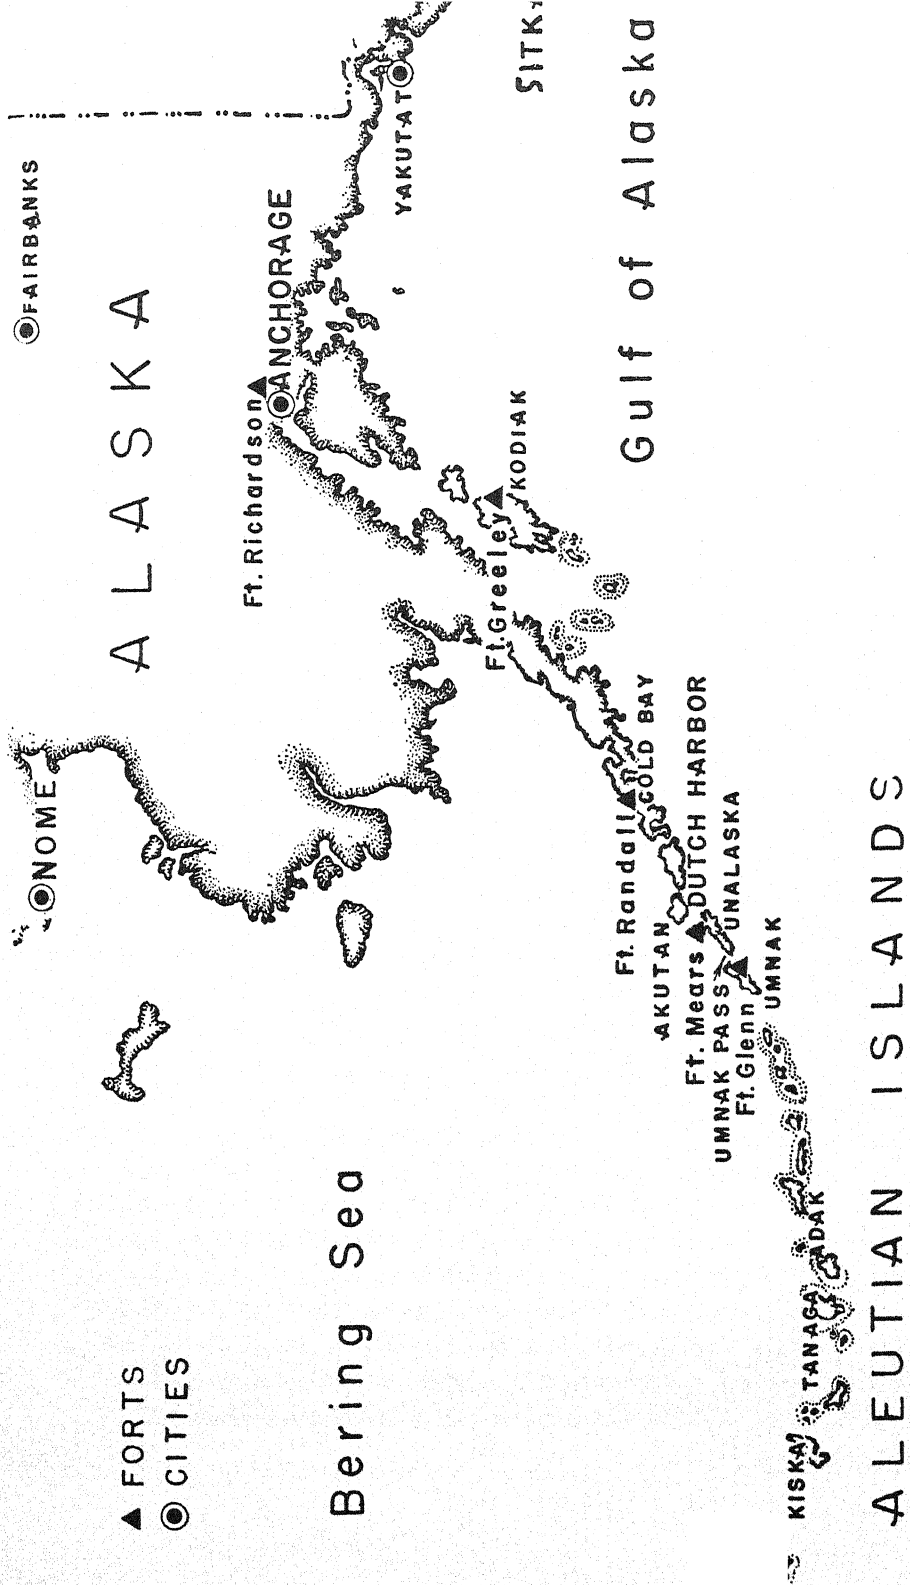 FAIRBANKS
NOME
ALASKA
Ft. Richardson
ANCHORAGE
YAKUTAT
FORTS
CITIES
Bering Sea
Ft. Greeley
KODIAK
Gulf of Alaska
Ft. Randall
COLD BAY
AKUTAN
DUTCH HARBOR
Ft. Mears
UNALASKA
UMNAK PASS
Ft. Glenn
UMNAK
ADAK
TANAGA
KISKA
ALEUTIAN ISLANDS